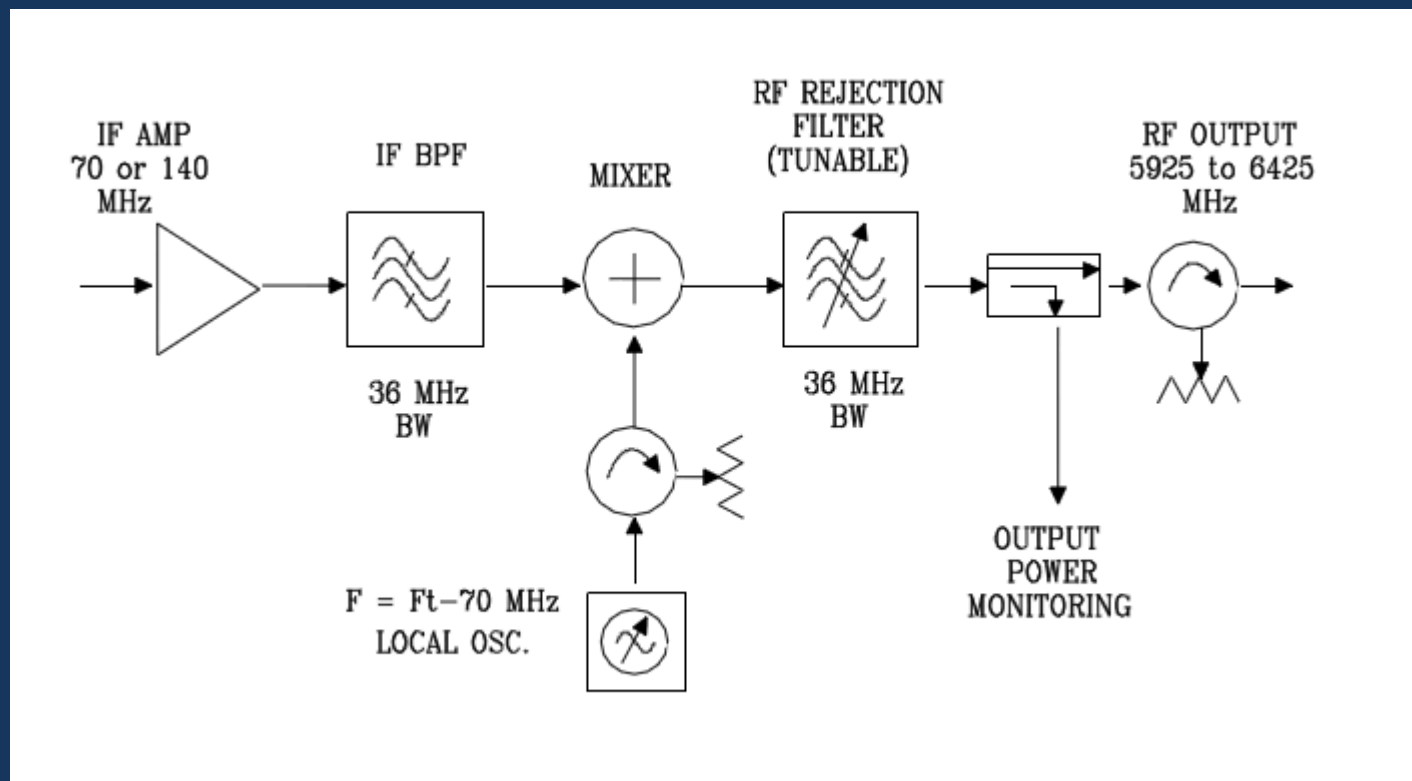 IF AMP
70 or 140
MHz
IF BPF
MIXER
RF REJECTION
FILTER
(TUNABLE)
RF OUTPUT
5925 to 6425
MHz
36 MHz
BW
36 MHz
BW
F = Ft-70 MHz
LOCAL OSC.
OUTPUT
POWER
MONITORING